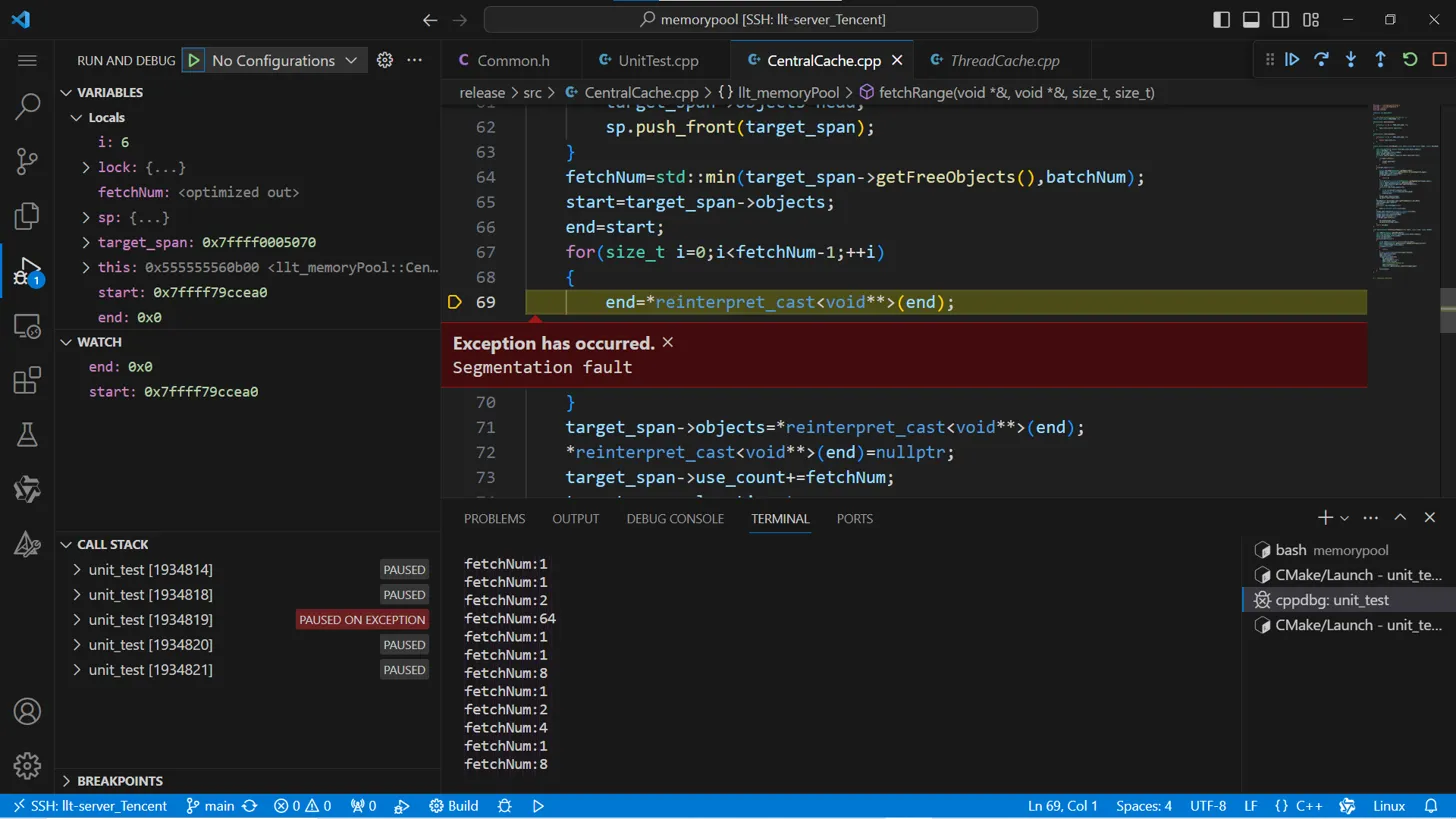 memorypool [SSH: llt-server_Tencent]
RUN AND DEBUG
No Configurations
VARIABLES
Locals
i: 6
lock: {...}
fetchNum: <optimized out>
sp: {...}
target_span: 0x7ffff0005070
this: 0x555555560b00 <llt_memoryPool::Cen...
start: 0x7ffff79ccea0
end: 0x0
WATCH
end: 0x0
start: 0x7ffff79ccea0
CALL STACK
unit_test [1934814] PAUSED
unit_test [1934818] PAUSED
unit_test [1934819] PAUSED ON EXCEPTION
unit_test [1934820] PAUSED
unit_test [1934821] PAUSED
BREAKPOINTS
1
C Common.h
UnitTest.cpp
CentralCache.cpp
ThreadCache.cpp
release > src > CentralCache.cpp > {} llt_memoryPool > fetchRange(void *&, void *&, size_t, size_t)
62 sp.push_front(target_span);
63 }
64 fetchNum=std::min(target_span->getFreeObjects(),batchNum);
65 start=target_span->objects;
66 end=start;
67 for(size_t i=0;i<fetchNum-1;++i)
68 {
69 end=*reinterpret_cast<void**>(end);
Exception has occurred.
Segmentation fault
70 }
71 target_span->objects=*reinterpret_cast<void**>(end);
72 *reinterpret_cast<void**>(end)=nullptr;
73 target_span->use_count+=fetchNum;
PROBLEMS OUTPUT DEBUG CONSOLE TERMINAL PORTS
fetchNum:1
fetchNum:1
fetchNum:2
fetchNum:64
fetchNum:1
fetchNum:1
fetchNum:8
fetchNum:1
fetchNum:2
fetchNum:4
fetchNum:1
fetchNum:8
bash memorypool
CMake/Launch - unit_te...
cppdbg: unit_test
CMake/Launch - unit_te...
SSH: llt-server_Tencent main 0 0 0 Build Ln 69, Col 1 Spaces: 4 UTF-8 LF {} C++ Linux